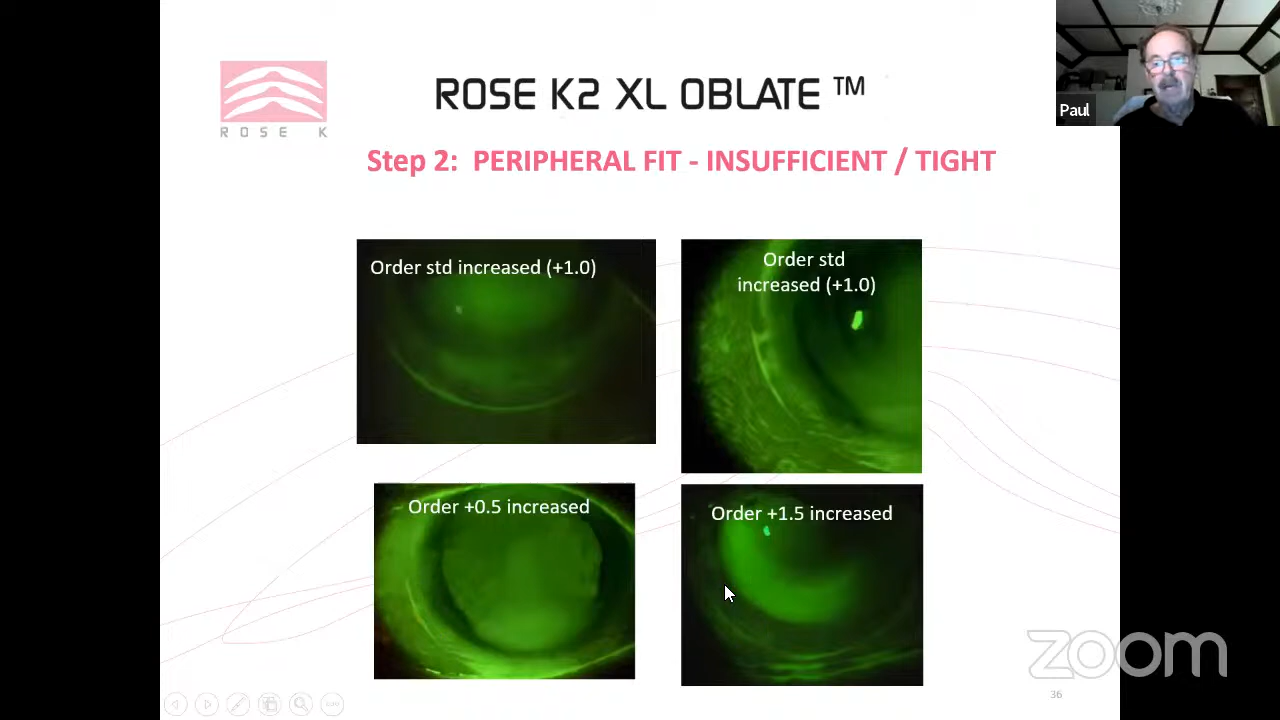 ROSE K
ROSE K2 XL OBLATE ™
Paul
Step 2: PERIPHERAL FIT - INSUFFICIENT / TIGHT
Order std increased (+1.0)
Order std
increased (+1.0)
Order +0.5 increased
Order +1.5 increased
zoom
36